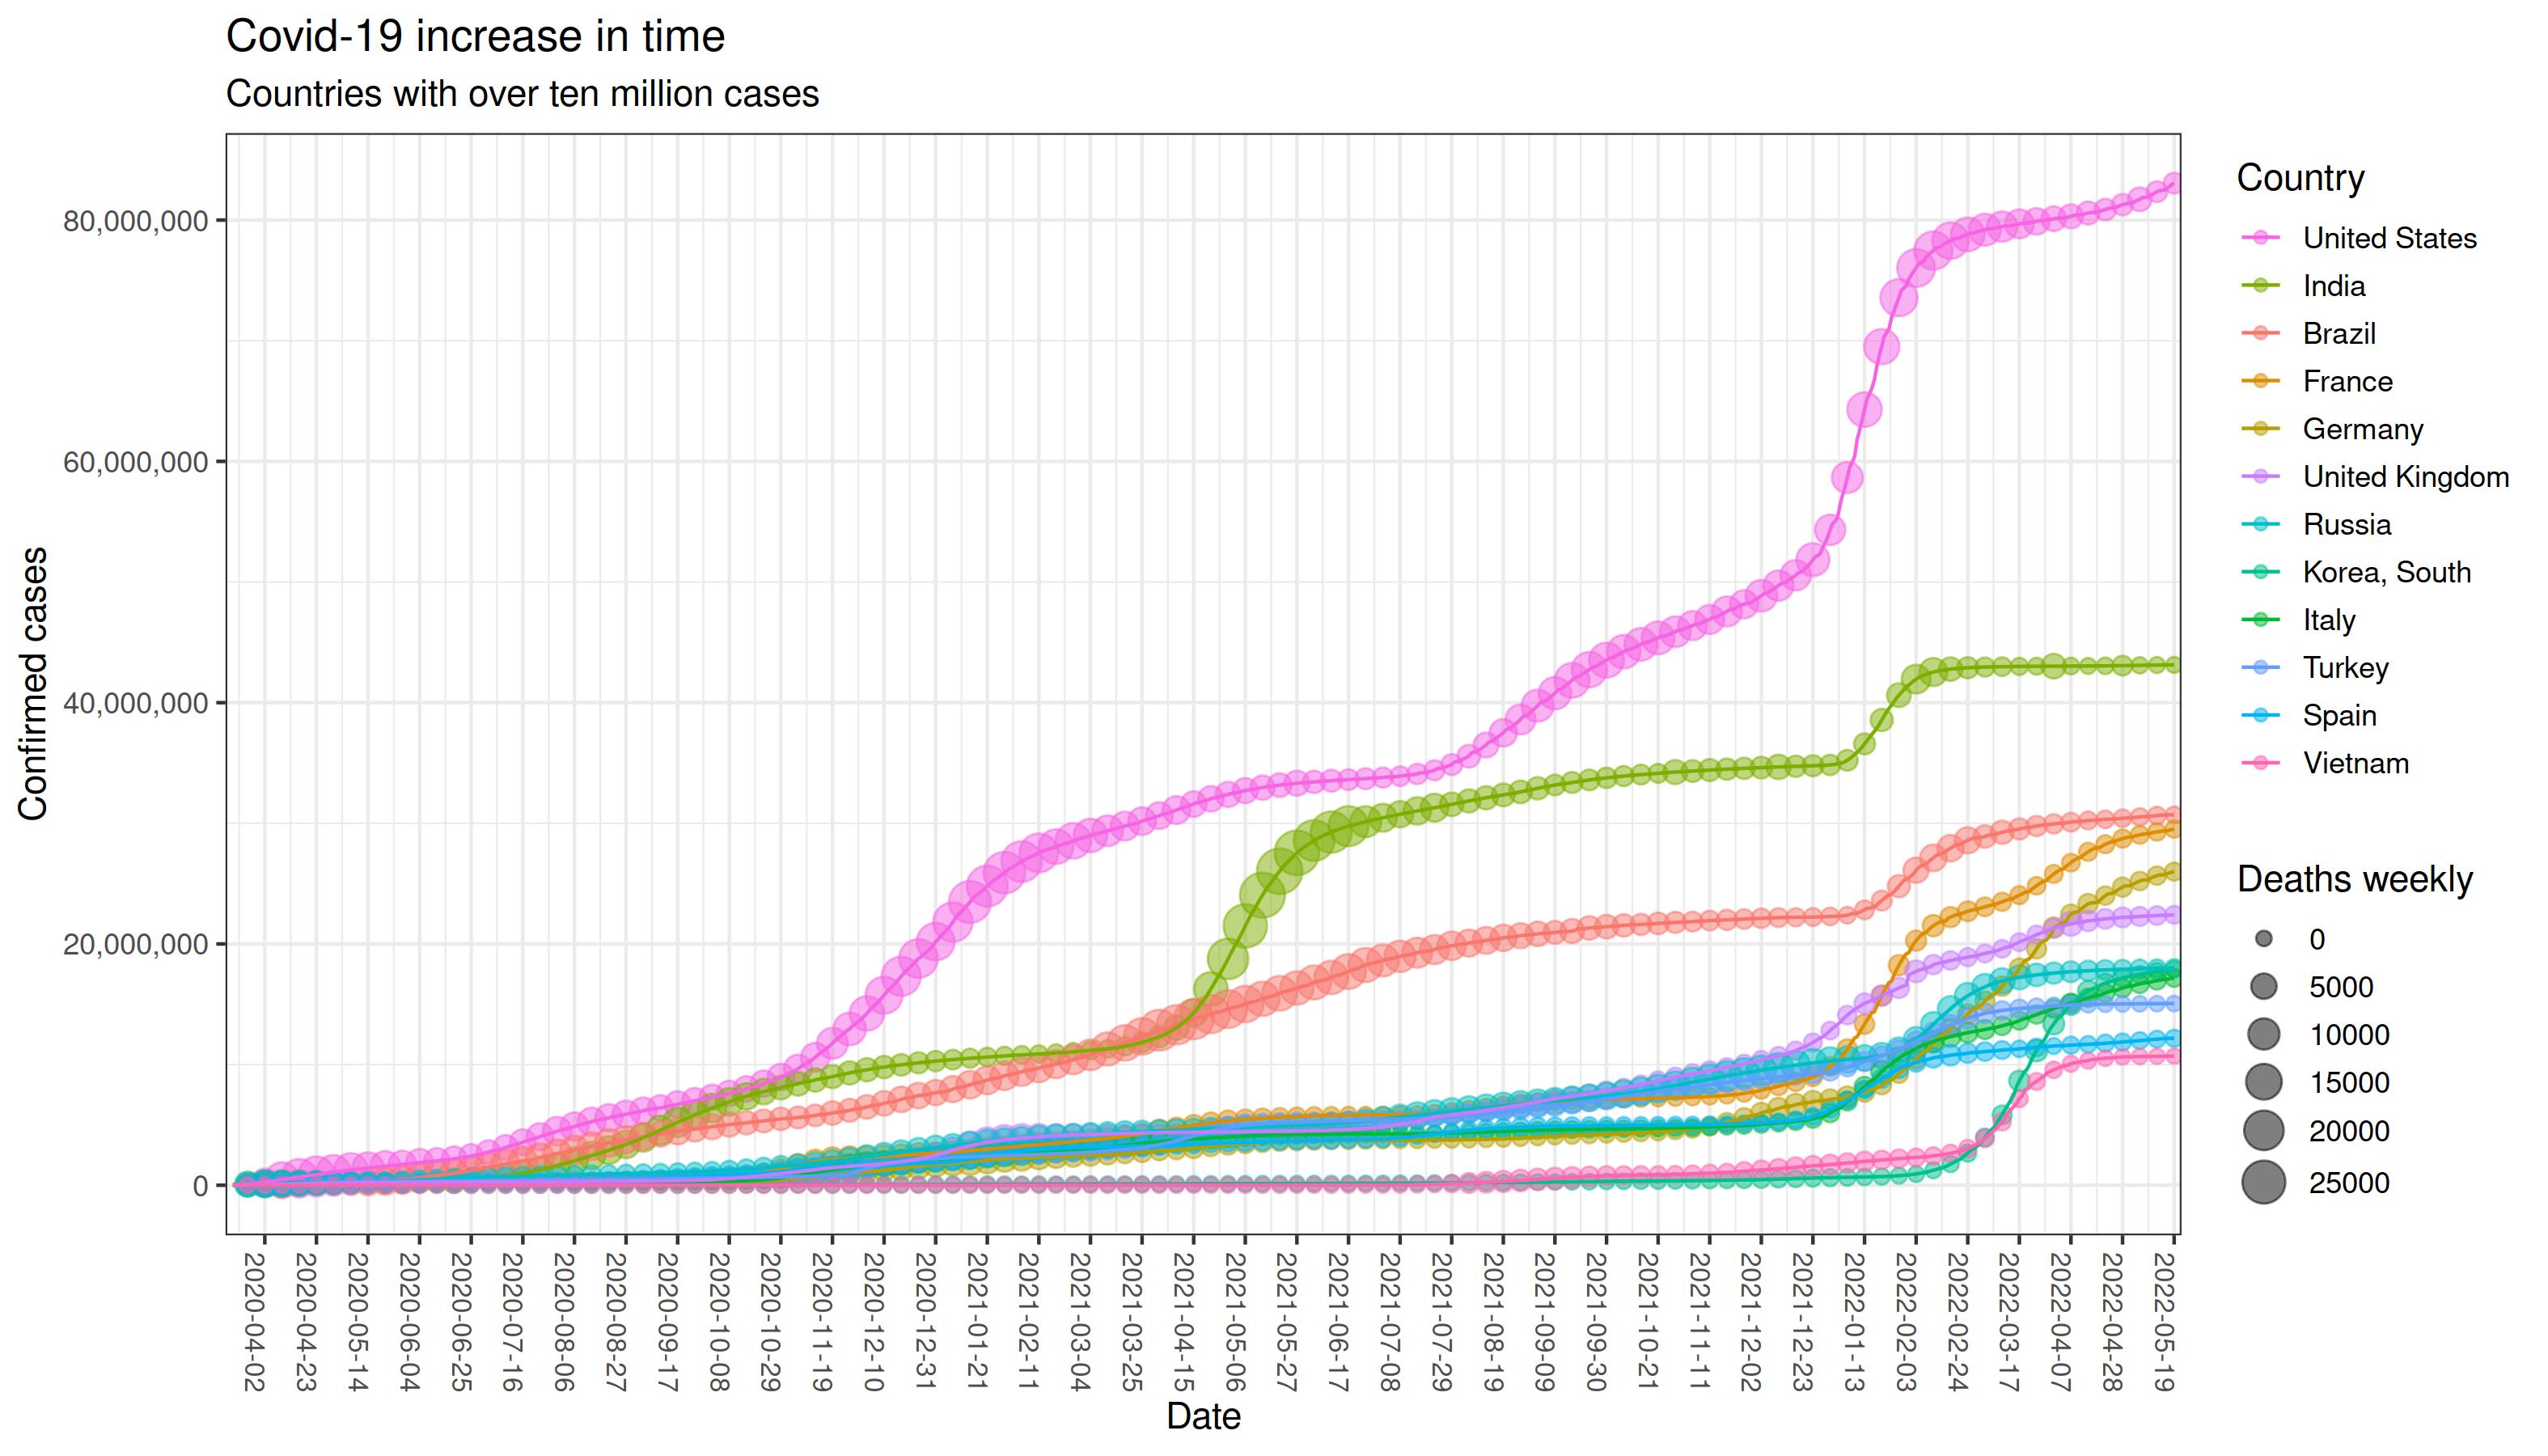 Covid-19 increase in time
Countries with over ten million cases
Confirmed cases
80,000,000
60,000,000
40,000,000
20,000,000
0
2020-04-02
2020-04-23
2020-05-14
2020-06-04
2020-06-25
2020-07-16
2020-08-06
2020-08-27
2020-09-17
2020-10-08
2020-10-29
2020-11-19
2020-12-10
2020-12-31
2021-01-21
2021-02-11
2021-03-04
2021-03-25
2021-04-15
2021-05-06
2021-05-27
2021-06-17
2021-07-08
2021-07-29
2021-08-19
2021-09-09
2021-09-30
2021-10-21
2021-11-11
2021-12-02
2021-12-23
2022-01-13
2022-02-03
2022-02-24
2022-03-17
2022-04-07
2022-04-28
2022-05-19
Date
Country
United States
India
Brazil
France
Germany
United Kingdom
Russia
Korea, South
Italy
Turkey
Spain
Vietnam
Deaths weekly
0
5000
10000
15000
20000
25000